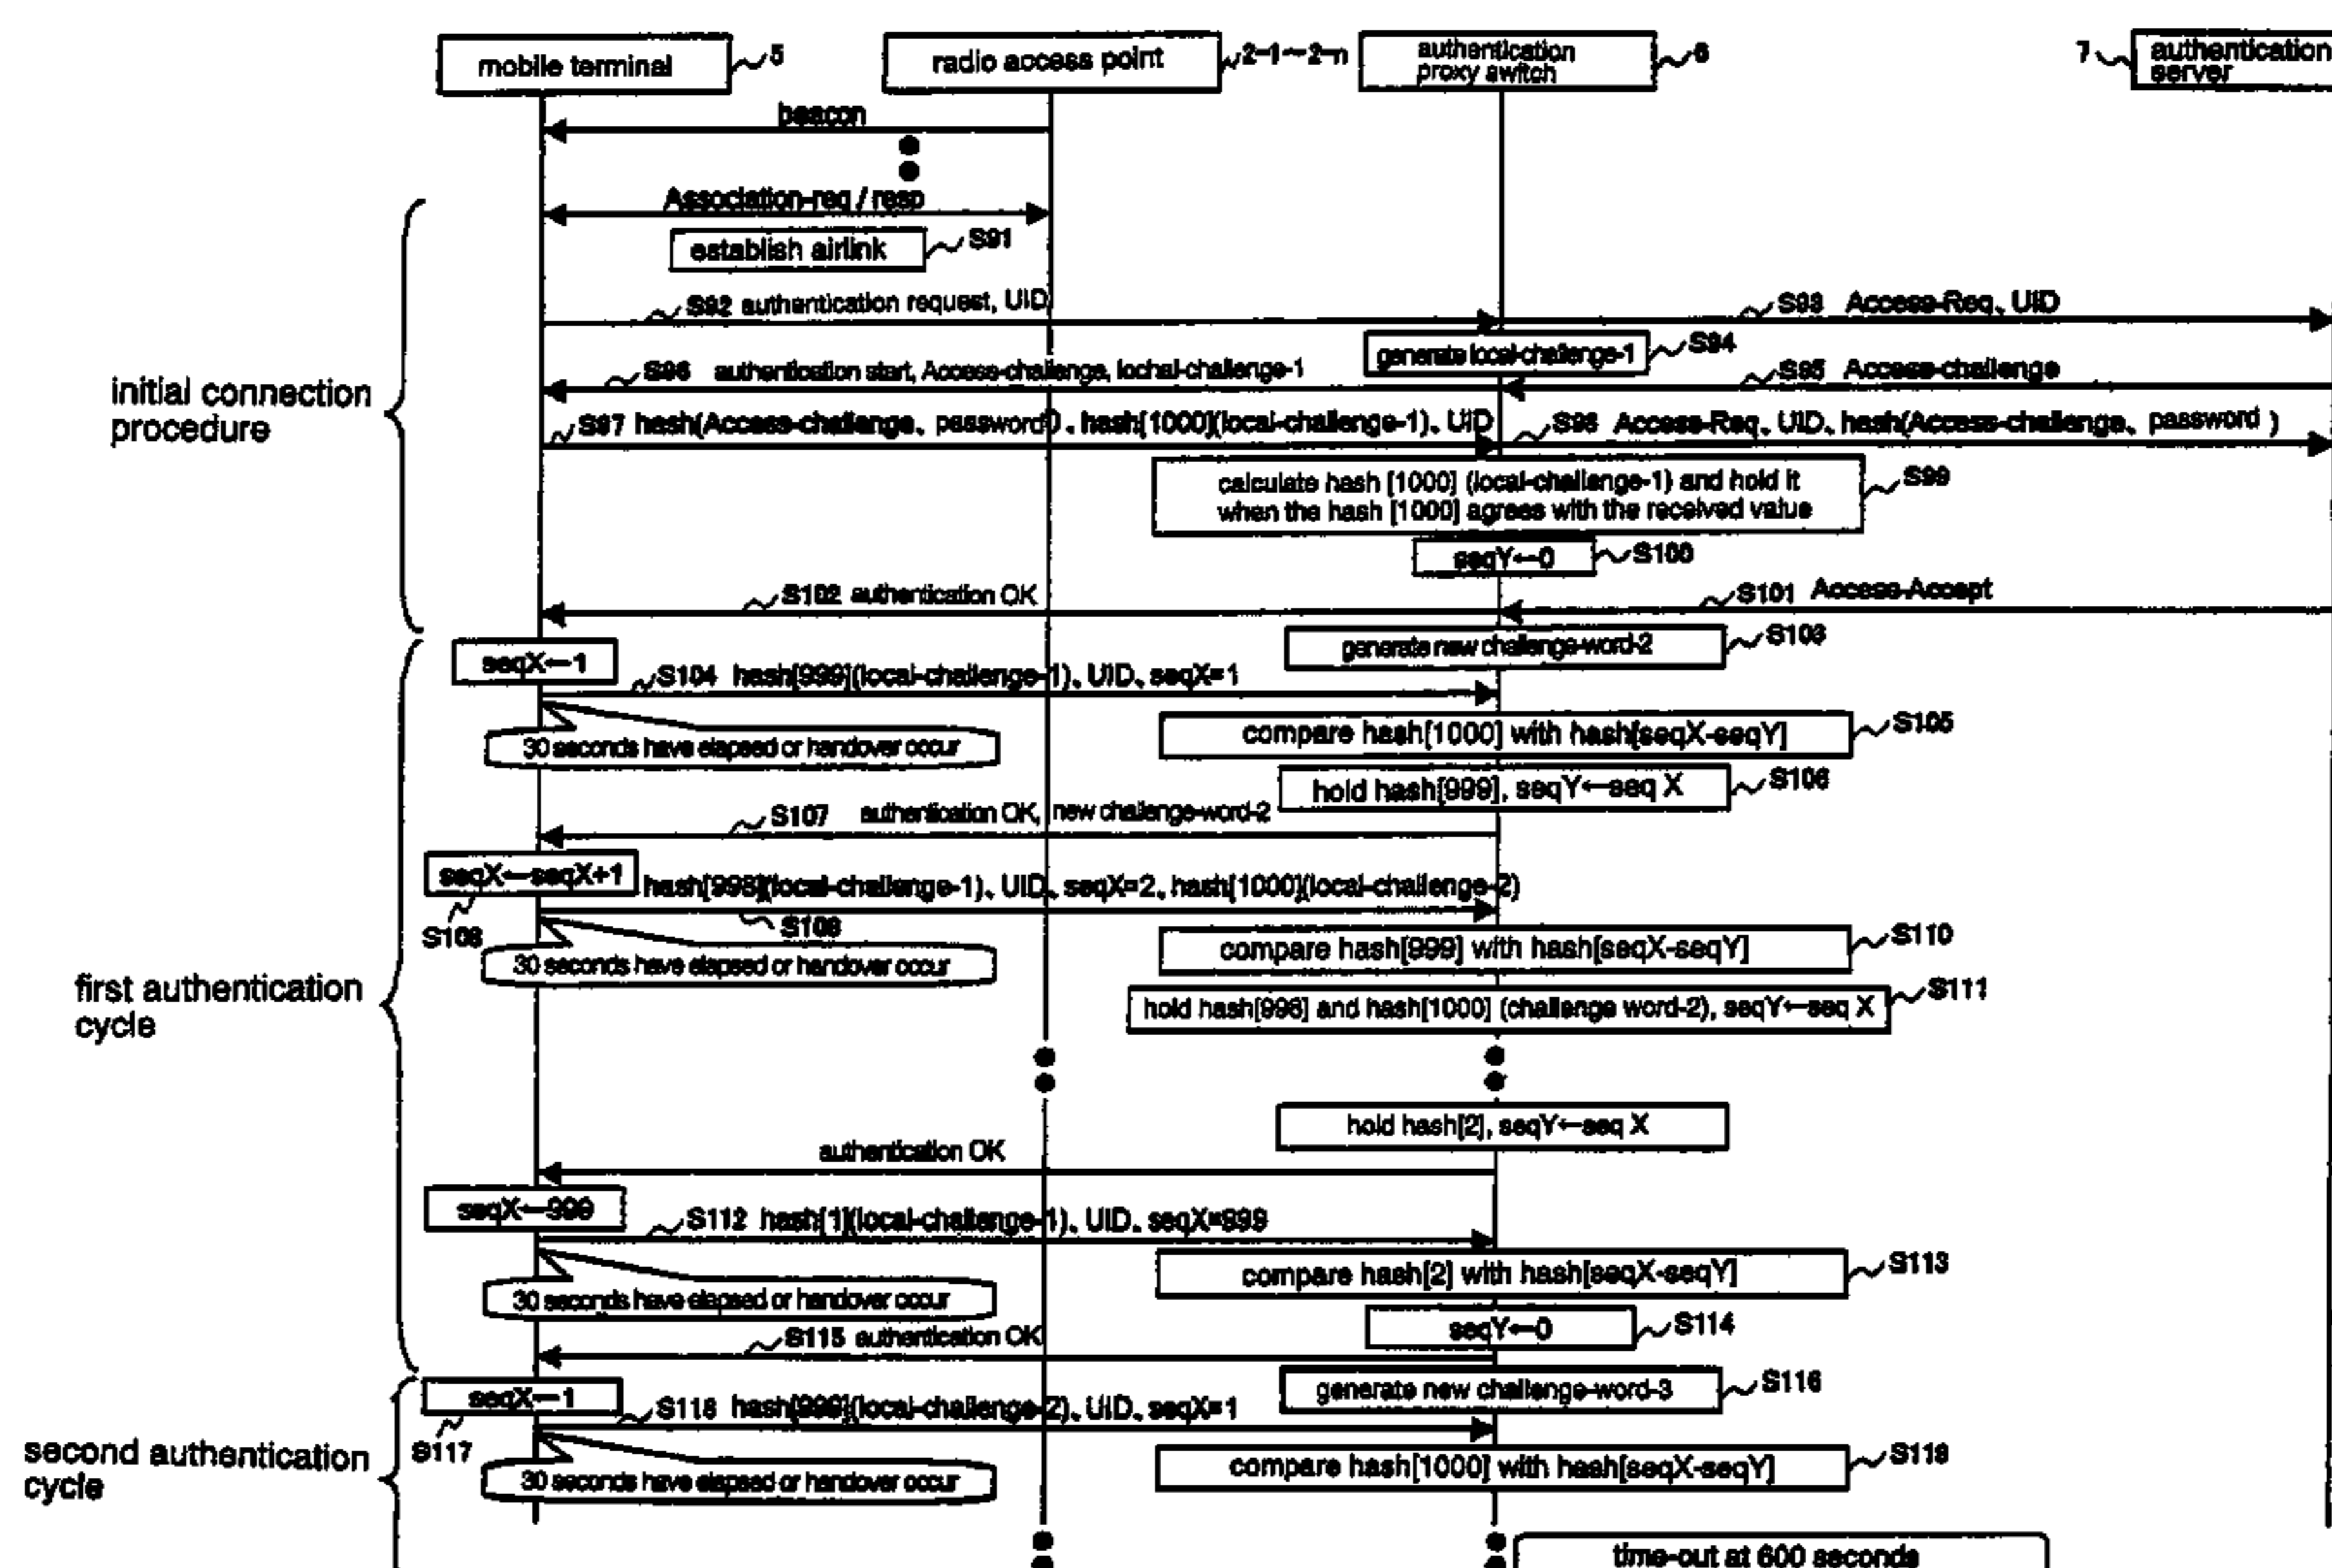 mobile terminal
5
radio access point
2-1~2-n
authentication
proxy awitch
6
7
authentication
server
beacon
Association-req / resp
establish airlink
S91
S92 authentication request, UID
S93 Access-Req, UID
generate local-challenge-1
S94
initial connection
procedure
S96 authentication start, Access-challenge, lochal-challenge-1
S95 Access-challenge
S97 hash(Access-challenge, password), hash[1000](local-challenge-1), UID
S98 Access-Req, UID, hash(Access-challenge, password)
calculate hash [1000] (local-challenge-1) and hold it
when the hash [1000] agrees with the received value
S99
seqY←0
S100
S102 authentication OK
S101 Access-Accept
generate new challenge-word-2
S103
seqX←1
S104 hash[999](local-challenge-1), UID, seqX=1
30 seconds have elapsed or handover occur
compare hash[1000] with hash[seqX-seqY]
S105
hold hash[999], seqY←seq X
S106
S107 authentication OK, new challenge-word-2
seqX←seqX+1
hash[998](local-challenge-1), UID, seqX=2, hash[1000](local-challenge-2)
S108
S109
30 seconds have elapsed or handover occur
compare hash[999] with hash[seqX-seqY]
S110
first authentication
cycle
hold hash[998] and hash[1000] (challenge word-2), seqY←seq X
S111
hold hash[2], seqY←seq X
authentication OK
seqX←999
S112 hash[1](local-challenge-1), UID, seqX=999
30 seconds have elapsed or handover occur
compare hash[2] with hash[seqX-seqY]
S113
seqY←0
S114
S115 authentication OK
generate new challenge-word-3
S116
seqX←1
S118 hash[999](local-challenge-2), UID, seqX=1
S117
second authentication
cycle
30 seconds have elapsed or handover occur
compare hash[1000] with hash[seqX-seqY]
S119
time-out at 600 seconds